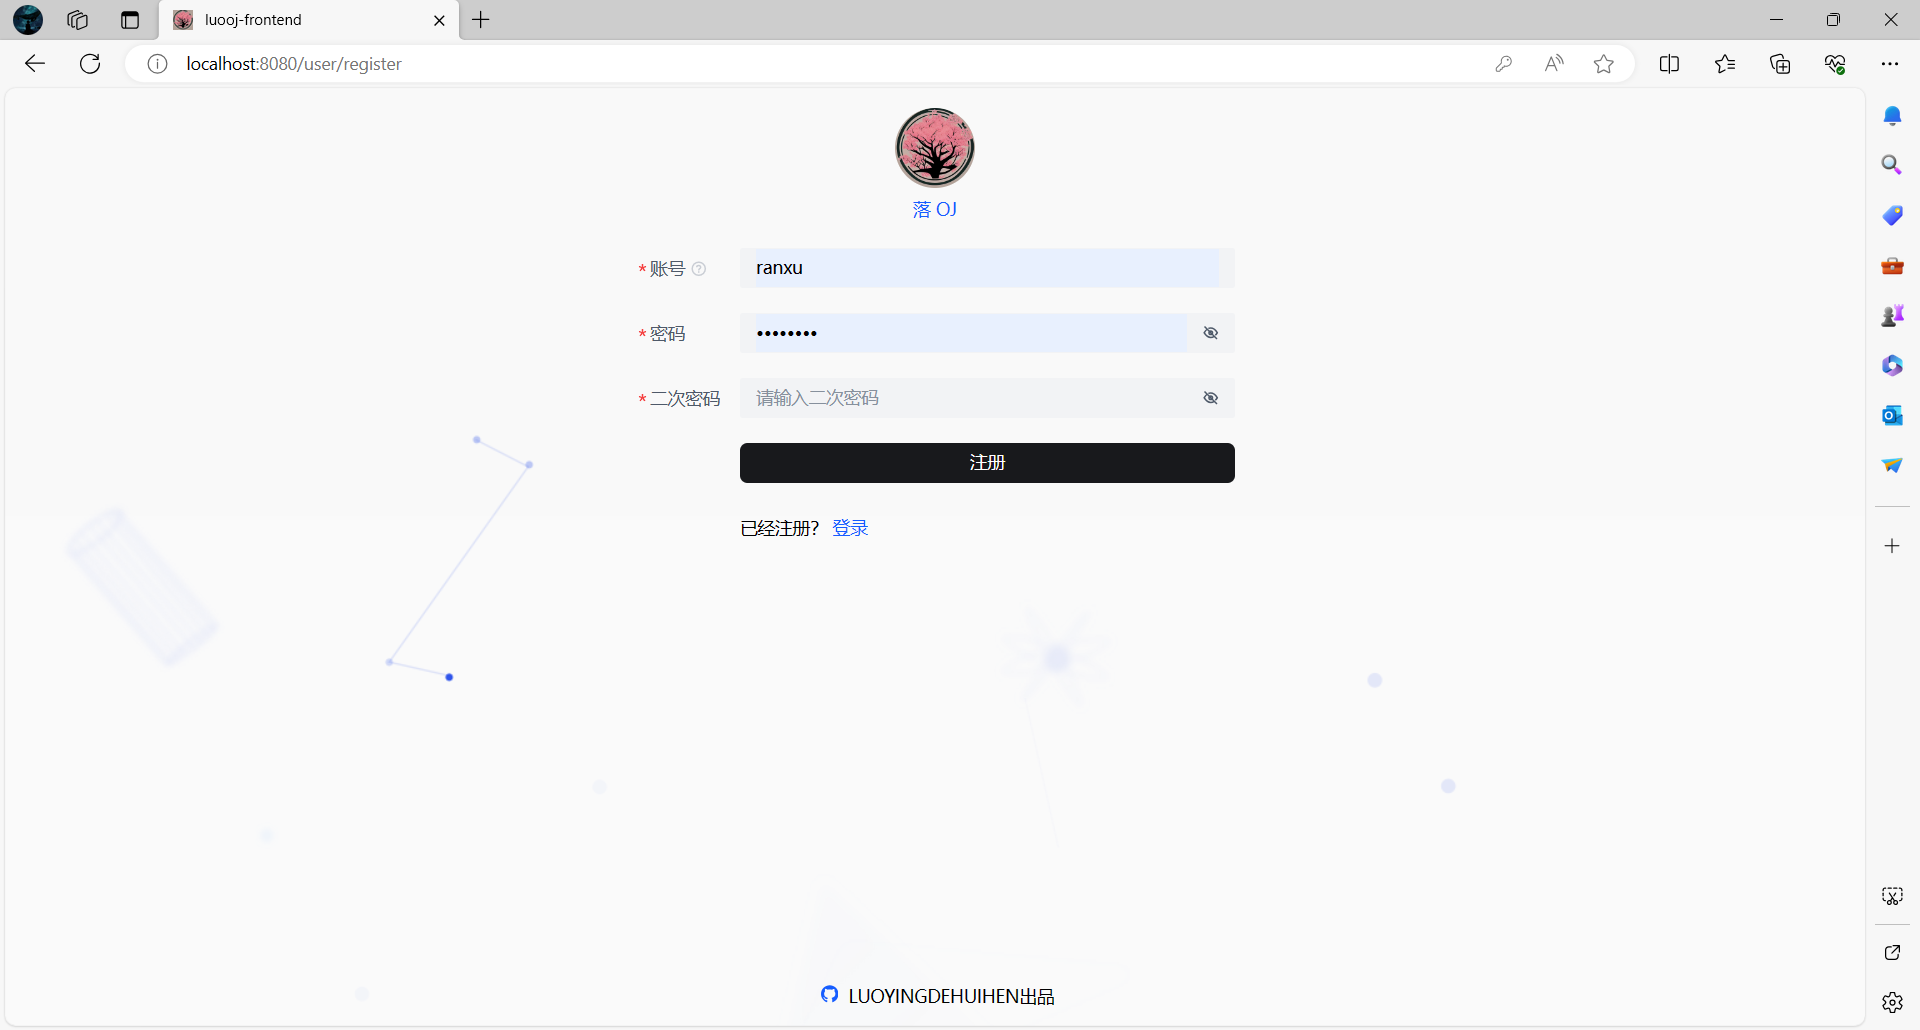 luooj-frontend
localhost:8080/user/register
落 OJ
* 账号
ranxu
* 密码
••••••••
* 二次密码
请输入二次密码
注册
已经注册? 登录
LUOYINGDEHUIHEN出品